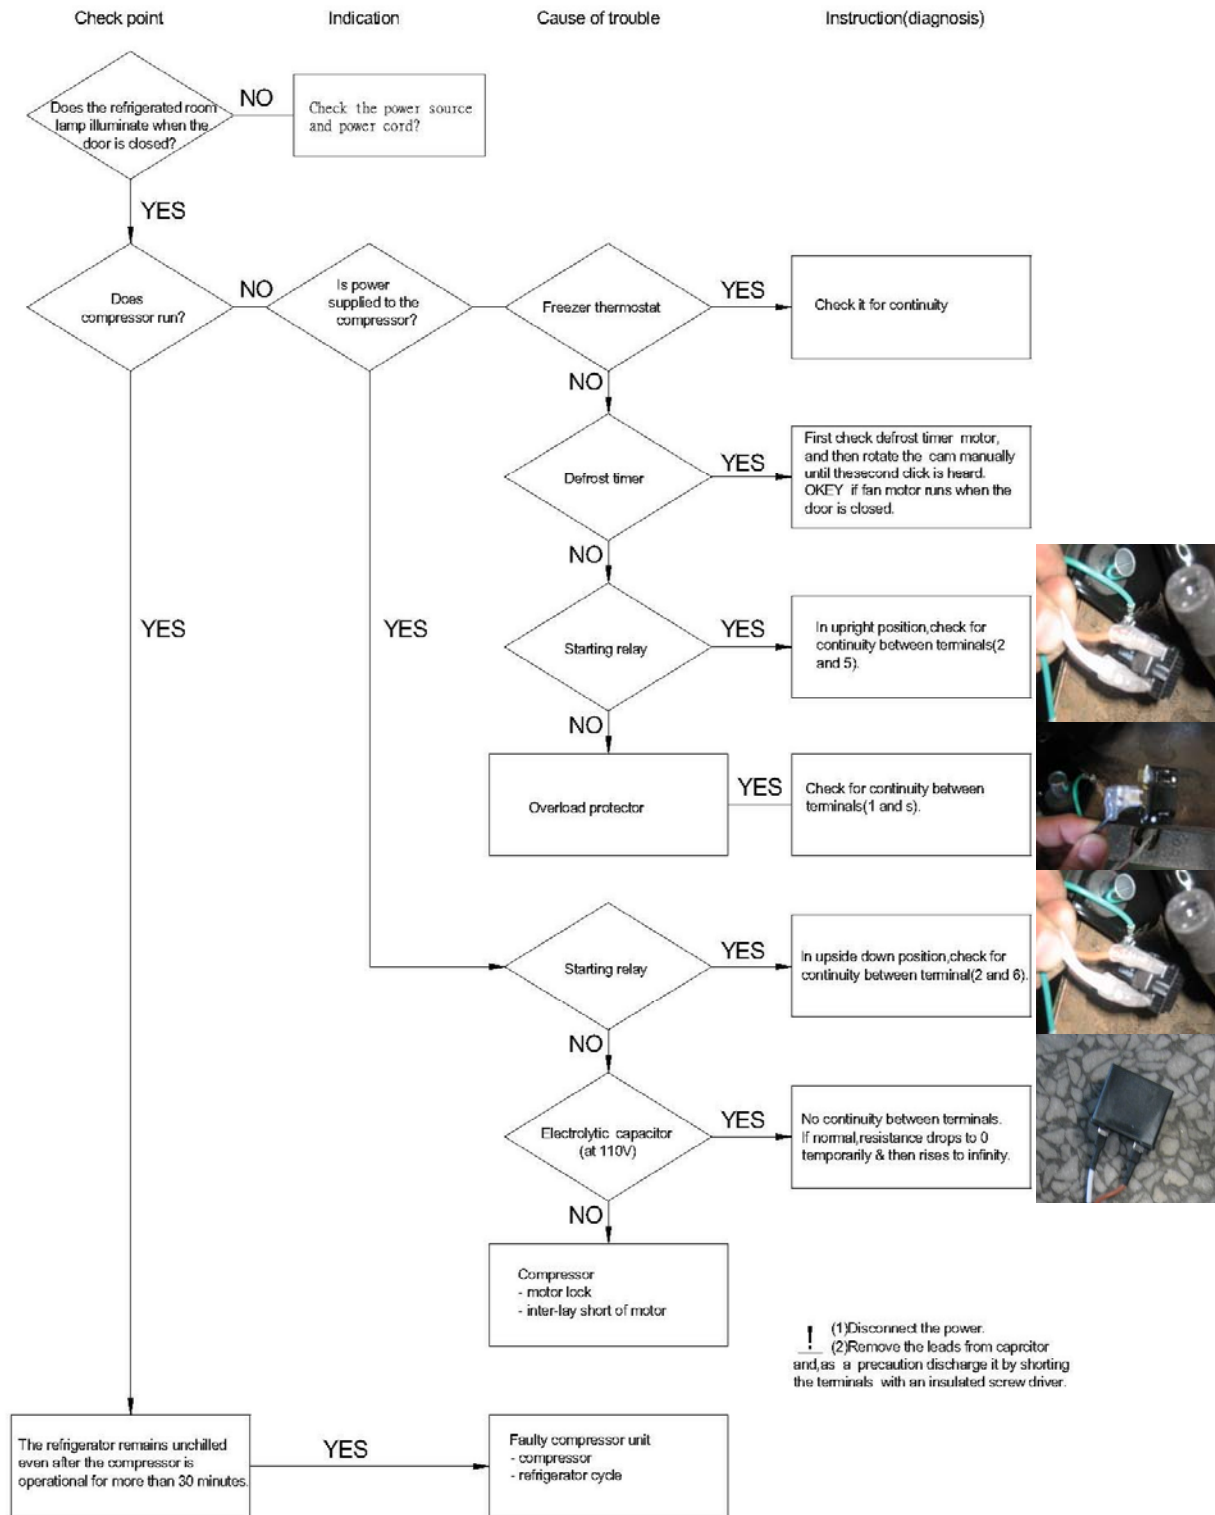 Check point
Indication
Cause of trouble
Instruction(diagnosis)
Does the refrigerated room
lamp illuminate when the
door is closed?
NO
Check the power source
and power cord?
YES
Does
compressor run?
NO
Is power
supplied to the
compressor?
Freezer thermostat
YES
Check it for continuity
NO
Defrost timer
YES
First check defrost timer motor,
and then rotate the cam manually
until thesecond click is heard.
OKEY if fan motor runs when the
door is closed.
NO
YES
YES
Starting relay
YES
In upright position,check for
continuity between terminals(2
and 5).
NO
Overload protector
YES
Check for continuity between
terminals(1 and s).
Starting relay
YES
In upside down position,check for
continuity between terminal(2 and 6).
NO
Electrolytic capacitor
(at 110V)
YES
No continuity between terminals.
If normal,resistance drops to 0
temporarily & then rises to infinity.
NO
Compressor
- motor lock
- inter-lay short of motor
! (1)Disconnect the power.
(2)Remove the leads from caprcitor
and,as a precaution discharge it by shorting
the terminals with an insulated screw driver.
The refrigerator remains unchilled
even after the compressor is
operational for more than 30 minutes.
YES
Faulty compressor unit
- compressor
- refrigerator cycle